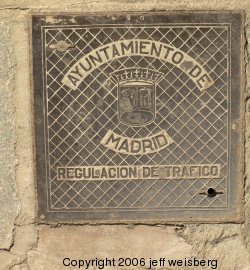 AYUNTAMIENTO DE
MADRID
REGULACION DE TRAFICO
Copyright 2006 jeff weisberg